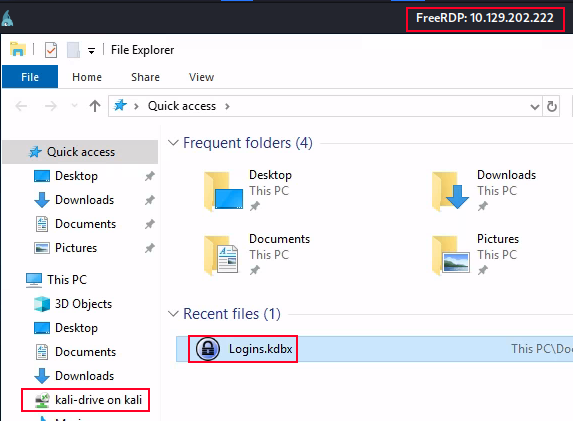 FreeRDP: 10.129.202.222
File Explorer
File Home Share View
Quick access
Quick access
Desktop
Downloads
Documents
Pictures
This PC
3D Objects
Desktop
Documents
Downloads
kali-drive on kali
Frequent folders (4)
Desktop
This PC
Downloads
This PC
Documents
This PC
Pictures
This PC
Recent files (1)
Logins.kdbx This PC\Do